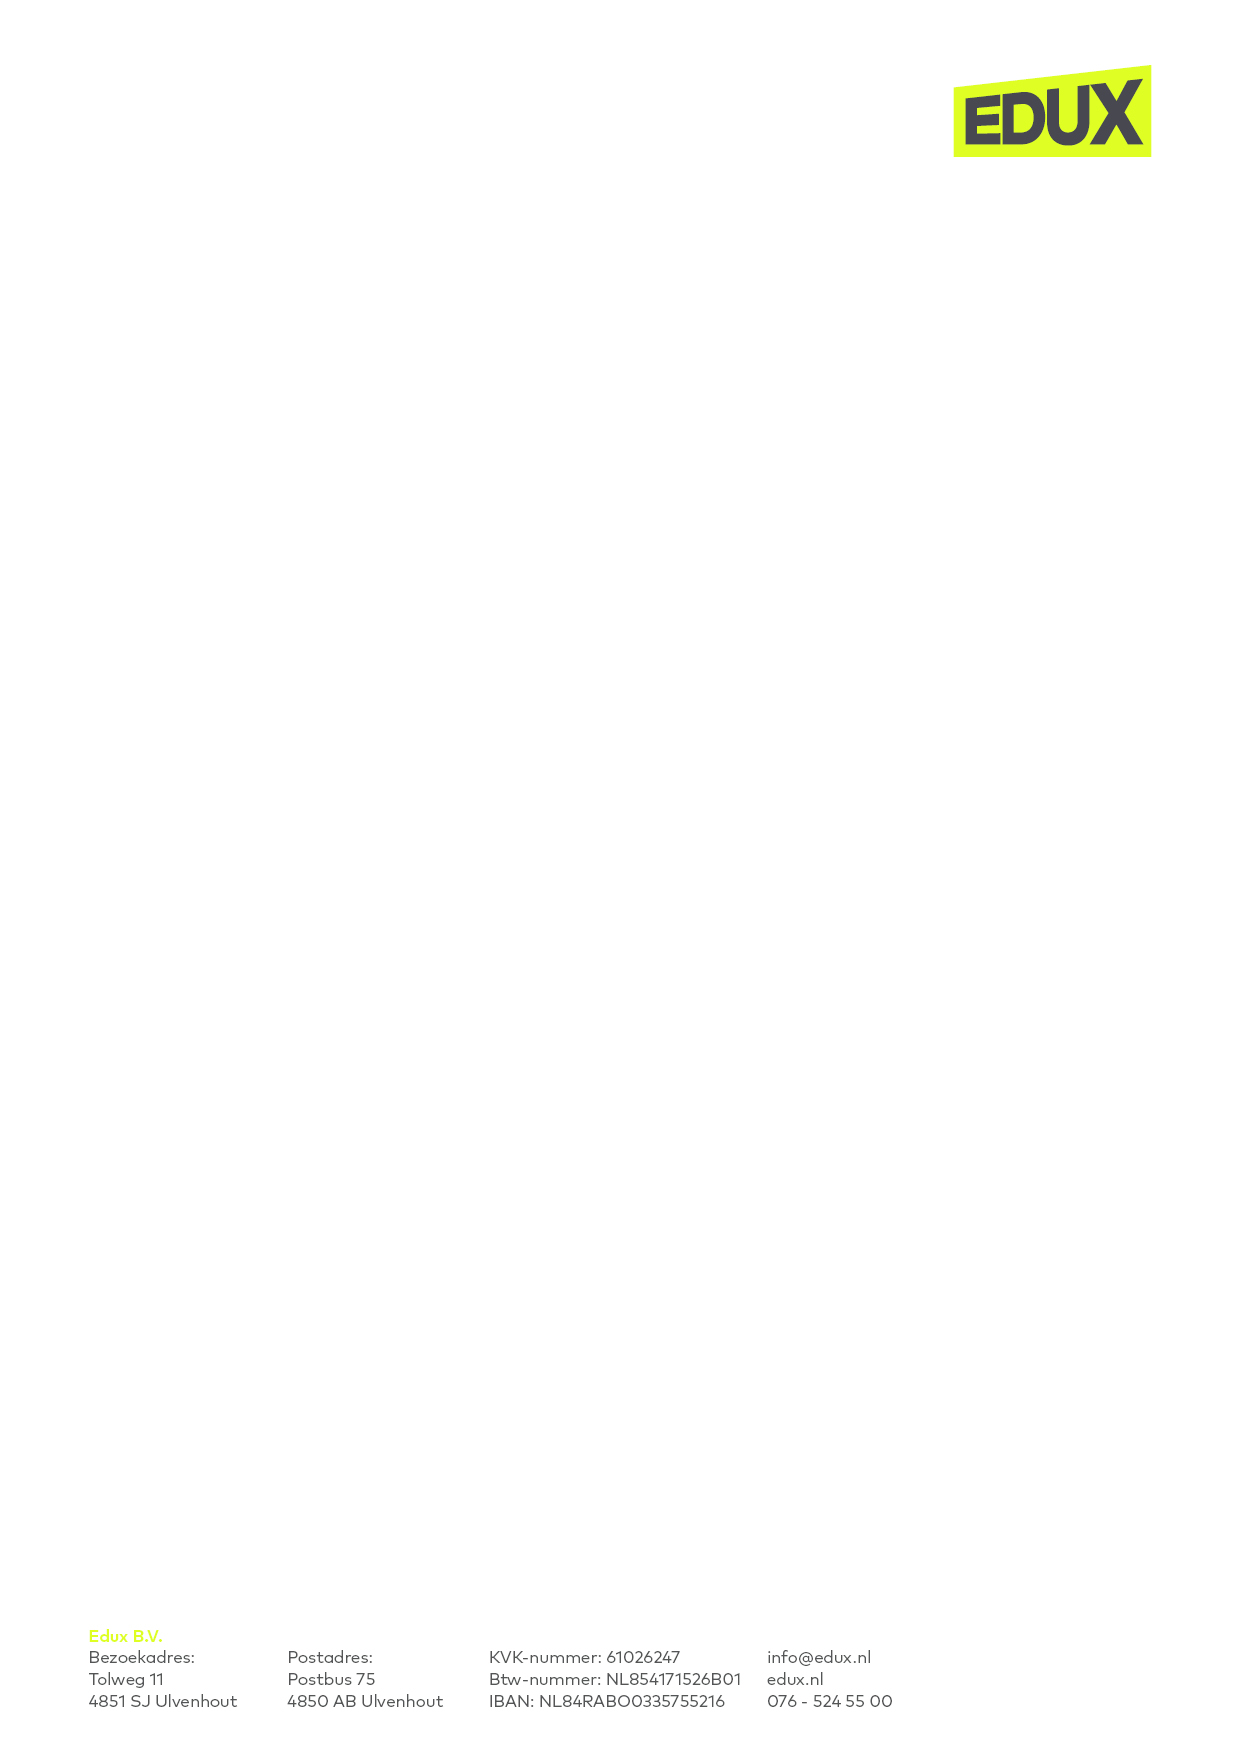 EDUX
Edux B.V.
Bezoekadres:
Tolweg 11
4851 SJ Ulvenhout
Postadres:
Postbus 75
4850 AB Ulvenhout
KVK-nummer: 61026247
Btw-nummer: NL854171526B01
IBAN: NL84RABO0335755216
info@edux.nl
edux.nl
076 - 524 55 00